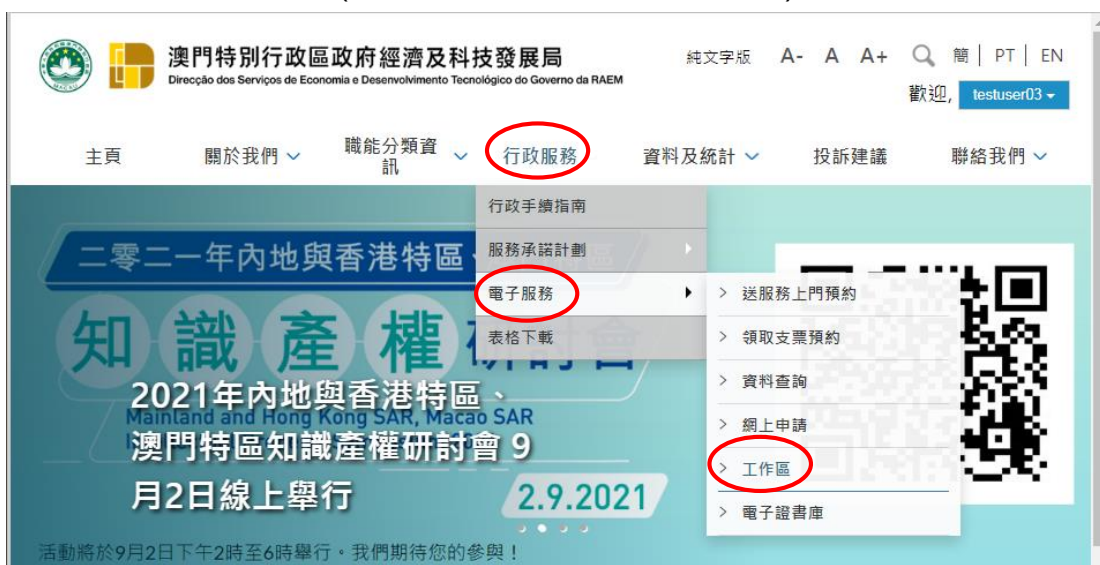 澳門特別行政區政府經濟及科技發展局
Direcção dos Serviços de Economia e Desenvolvimento Tecnológico do Governo da RAEM
純文字版 A- A A+ 簡 | PT | EN
歡迎, testuser03
主頁 關於我們 職能分類資訊 行政服務 資料及統計 投訴建議 聯絡我們
行政手續指南
服務承諾計劃
電子服務
表格下載
> 送服務上門預約
> 領取支票預約
> 資料查詢
> 網上申請
> 工作區
> 電子證書庫
二零二一年內地與香港特區、
知識產權研討會
Mainland and Hong Kong SAR, Macao SAR
2021年內地與香港特區、
澳門特區知識產權研討會 9
月2日線上舉行
2.9.2021
活動將於9月2日下午2時至6時舉行。我們期待您的參與！